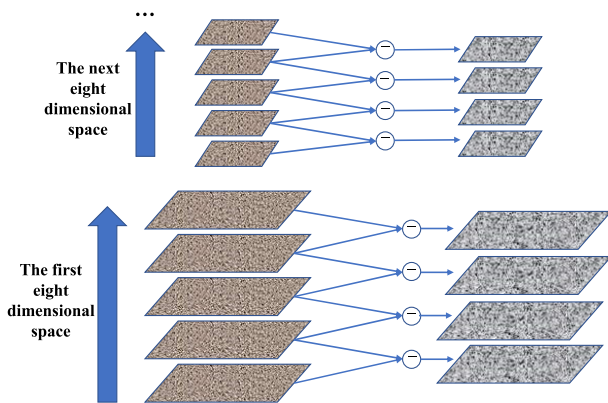 ...
The next
eight
dimensional
space
−
−
−
−
The first
eight
dimensional
space
−
−
−
−